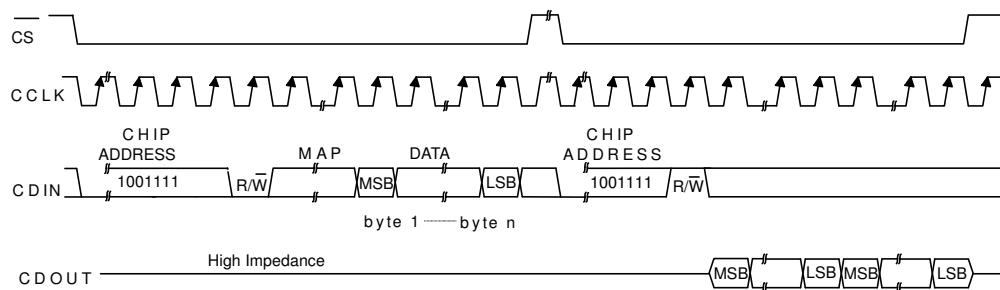 CS
CCLK
CHIP
ADDRESS
MAP
DATA
CHIP
ADDRESS
CDIN
1001111
R/W
MSB
LSB
1001111
R/W
byte 1
byte n
High Impedance
CDOUT
MSB
LSB
MSB
LSB